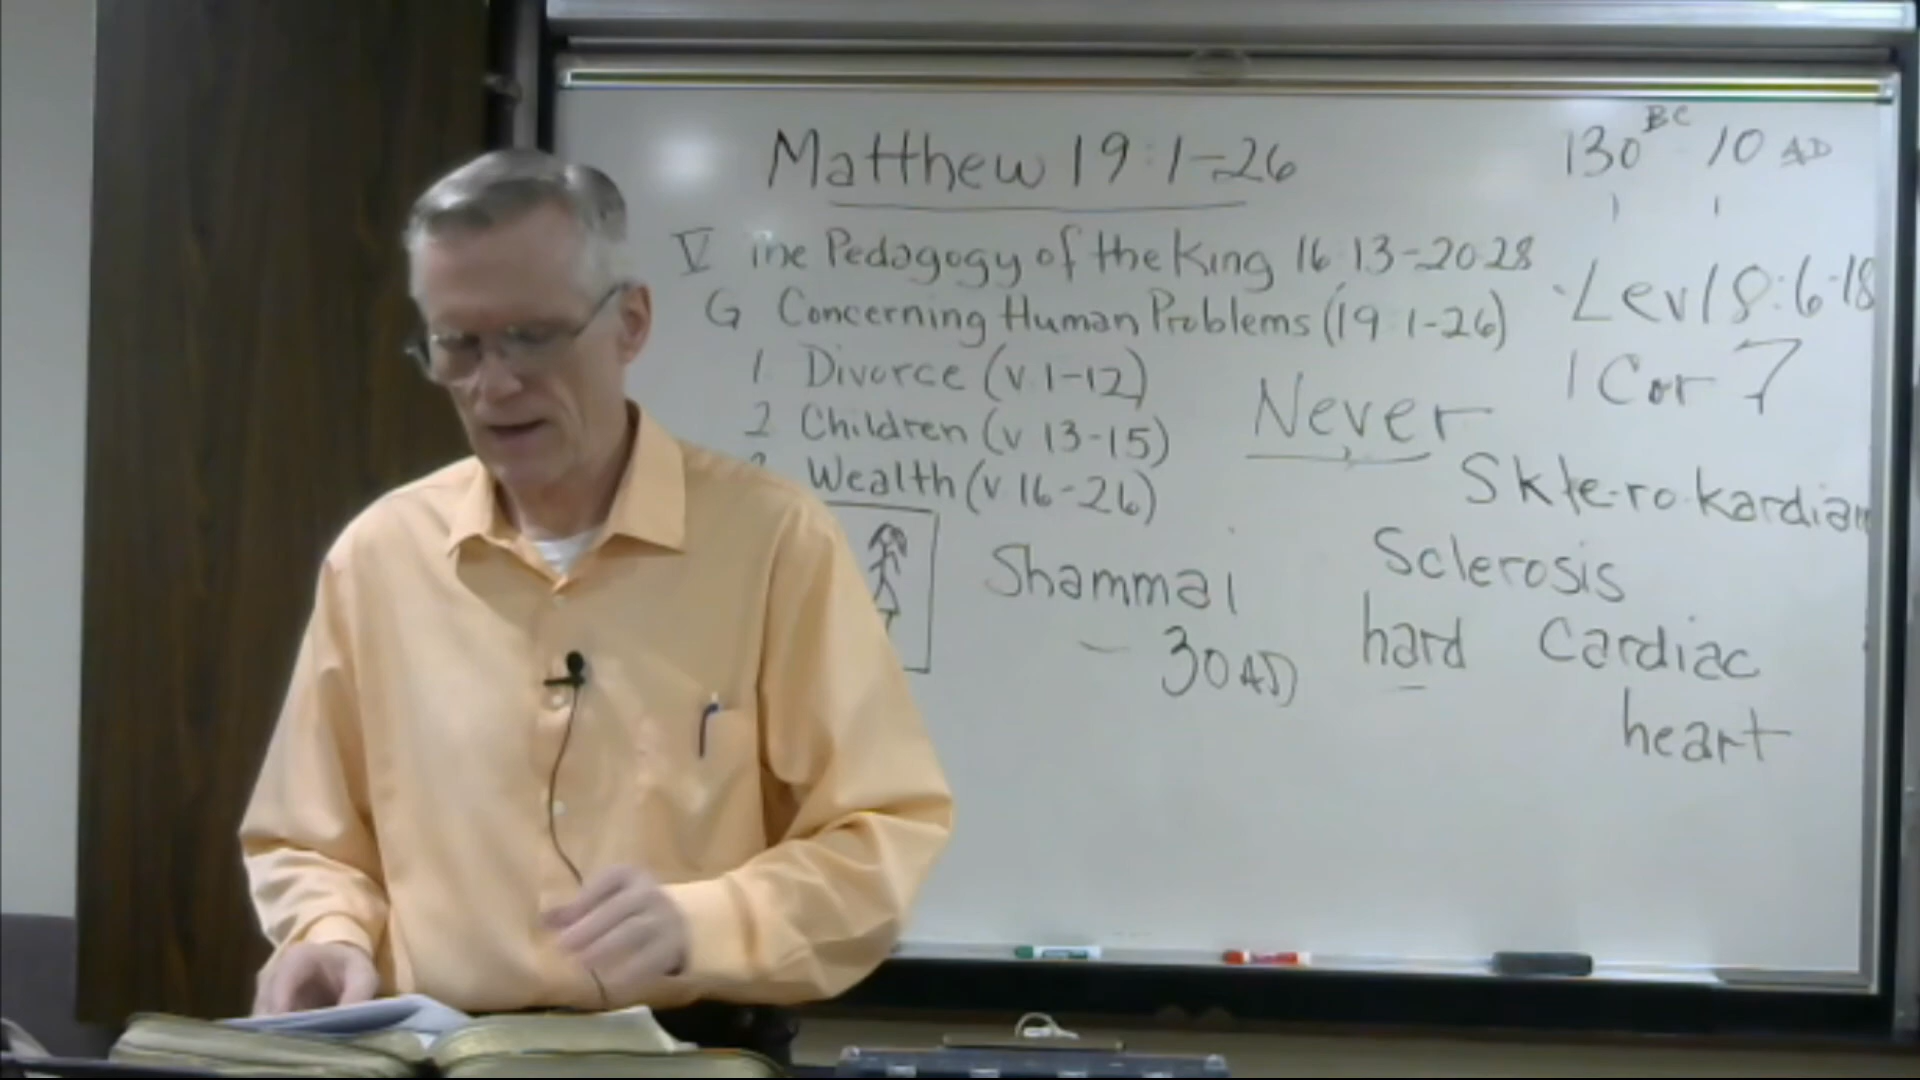 Matthew 19:1-26
V ine Pedagogy of the King 16 13-20 28
G Concerning Human Problems (19 1-26)
1 Divorce (v 1-12)
2 Children (v 13-15)
Wealth (v 16-26)
130 BC 10 AD
Lev 18:6-18
1 Cor 7
Never
Skle-ro-kardian
Shammai
- 30 AD
Sclerosis
hard Cardiac
heart